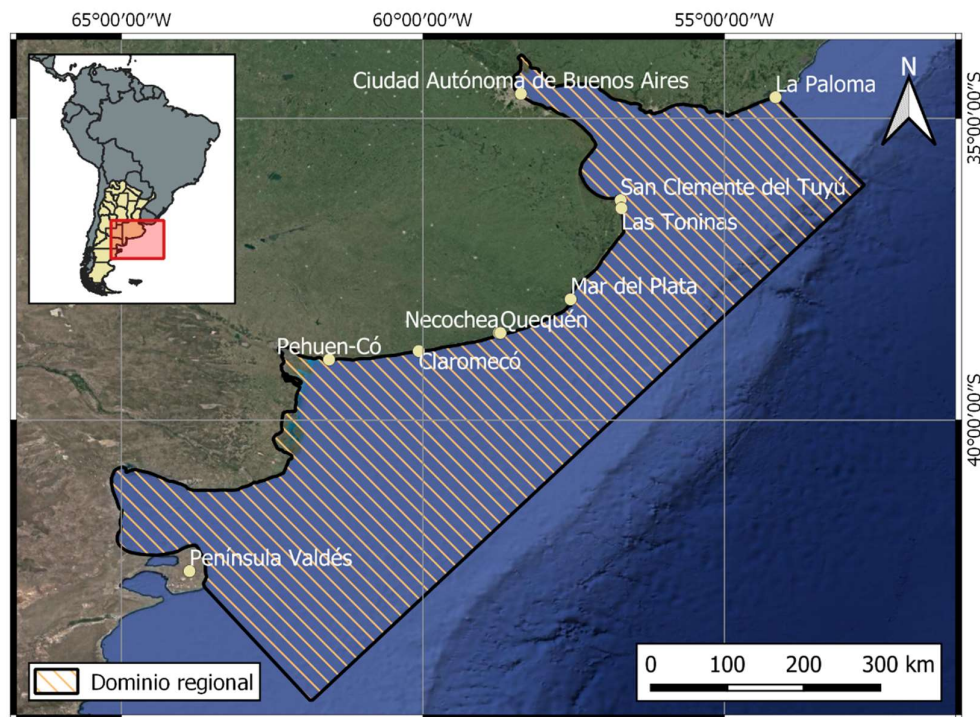 65°00'00"W
60°00'00"W
55°00'00"W
N
Ciudad Autónoma de Buenos Aires
La Paloma
35°00'00"S
San Clemente del Tuyú
Las Toninas
Mar del Plata
Necochea
Quequén
Pehuen-Có
Claromecó
40°00'00"S
Península Valdés
Dominio regional
0
100
200
300 km